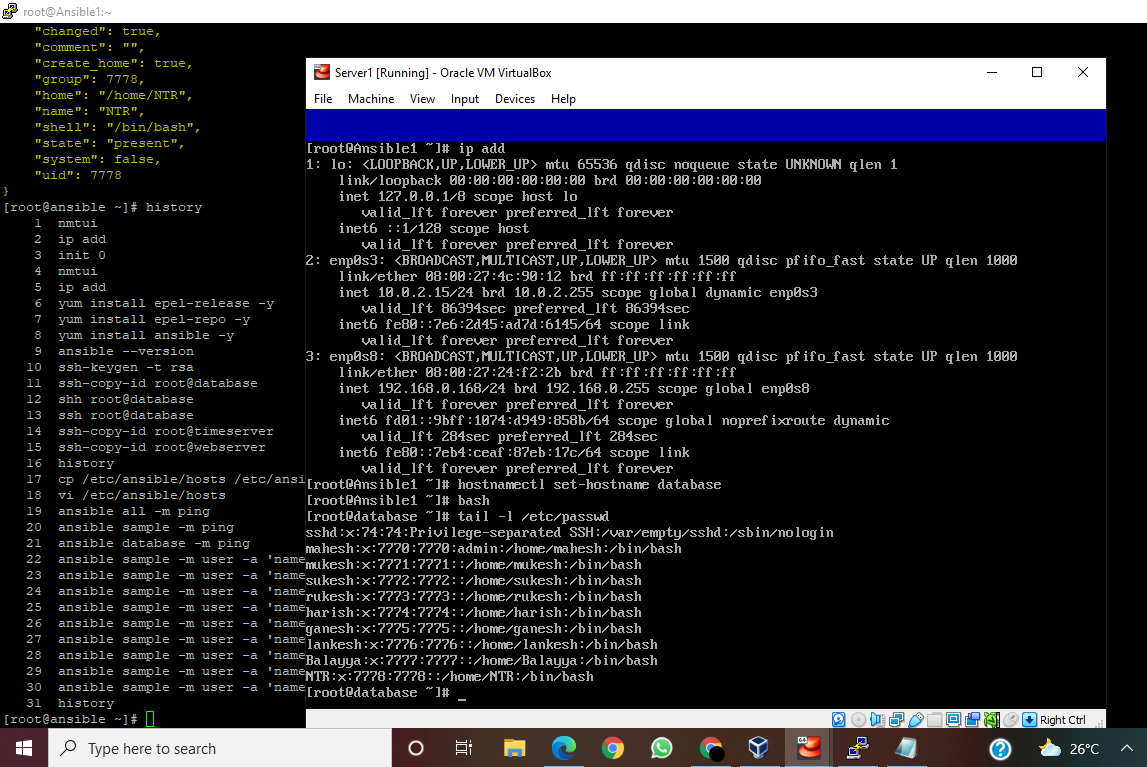 root@Ansible1:~
"changed": true,
"comment": "",
"create_home": true,
"group": 7778,
"home": "/home/NTR",
"name": "NTR",
"shell": "/bin/bash",
"state": "present",
"system": false,
"uid": 7778
}
[root@ansible ~]# history
1 nmtui
2 ip add
3 init 0
4 nmtui
5 ip add
6 yum install epel-release -y
7 yum install epel-repo -y
8 yum install ansible -y
9 ansible --version
10 ssh-keygen -t rsa
11 ssh-copy-id root@database
12 shh root@database
13 ssh root@database
14 ssh-copy-id root@timeserver
15 ssh-copy-id root@webserver
16 history
17 cp /etc/ansible/hosts /etc/ansi
18 vi /etc/ansible/hosts
19 ansible all -m ping
20 ansible sample -m ping
21 ansible database -m ping
22 ansible sample -m user -a 'name
23 ansible sample -m user -a 'name
24 ansible sample -m user -a 'name
25 ansible sample -m user -a 'name
26 ansible sample -m user -a 'name
27 ansible sample -m user -a 'name
28 ansible sample -m user -a 'name
29 ansible sample -m user -a 'name
30 ansible sample -m user -a 'name
31 history
[root@ansible ~]#
Server1 [Running] - Oracle VM VirtualBox
File Machine View Input Devices Help
[root@Ansible1 ~]# ip add
1: lo: <LOOPBACK,UP,LOWER_UP> mtu 65536 qdisc noqueue state UNKNOWN qlen 1
link/loopback 00:00:00:00:00:00 brd 00:00:00:00:00:00
inet 127.0.0.1/8 scope host lo
valid_lft forever preferred_lft forever
inet6 ::1/128 scope host
valid_lft forever preferred_lft forever
2: enp0s3: <BROADCAST,MULTICAST,UP,LOWER_UP> mtu 1500 qdisc pfifo_fast state UP qlen 1000
link/ether 08:00:27:4c:90:12 brd ff:ff:ff:ff:ff:ff
inet 10.0.2.15/24 brd 10.0.2.255 scope global dynamic enp0s3
valid_lft 86394sec preferred_lft 86394sec
inet6 fe80::7e6:2d45:ad7d:6145/64 scope link
valid_lft forever preferred_lft forever
3: enp0s8: <BROADCAST,MULTICAST,UP,LOWER_UP> mtu 1500 qdisc pfifo_fast state UP qlen 1000
link/ether 08:00:27:24:f2:2b brd ff:ff:ff:ff:ff:ff
inet 192.168.0.168/24 brd 192.168.0.255 scope global enp0s8
valid_lft forever preferred_lft forever
inet6 fd01::9bff:1074:d949:858b/64 scope global noprefixroute dynamic
valid_lft 284sec preferred_lft 284sec
inet6 fe80::7eb4:ceaf:87eb:17c/64 scope link
valid_lft forever preferred_lft forever
[root@Ansible1 ~]# hostnamectl set-hostname database
[root@Ansible1 ~]# bash
[root@database ~]# tail -l /etc/passwd
sshd:x:74:74:Privilege-separated SSH:/var/empty/sshd:/sbin/nologin
mahesh:x:7770:7770:admin:/home/mahesh:/bin/bash
mukesh:x:7771:7771::/home/mukesh:/bin/bash
sukesh:x:7772:7772::/home/sukesh:/bin/bash
rukesh:x:7773:7773::/home/rukesh:/bin/bash
harish:x:7774:7774::/home/harish:/bin/bash
ganesh:x:7775:7775::/home/ganesh:/bin/bash
lankesh:x:7776:7776::/home/lankesh:/bin/bash
Balayya:x:7777:7777::/home/Balayya:/bin/bash
NTR:x:7778:7778::/home/NTR:/bin/bash
[root@database ~]# _
Right Ctrl
Type here to search
26°C